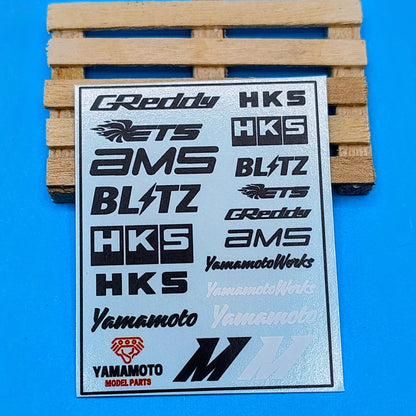 GReddy
HKS
ETS
HKS
AMS
BLITZ
BLITZ
ETS
GReddy
HKS
AMS
HKS
YamamotoWorks
YamamotoWorks
Yamamoto
Yamamoto
YAMAMOTO
MODEL PARTS
M
M